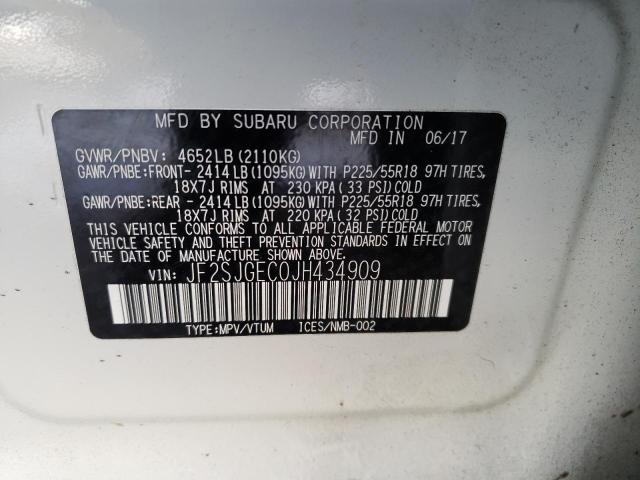 MFD BY SUBARU CORPORATION
MFD IN 06/17
GVWR/PNBV: 4652LB(2110KG)
GAWR/PNBE:FRONT- 2414LB(1095KG)WITH P225/55R18 97H TIRES,
18X7J RIMS AT 230 KPA(33 PSI)COLD
GAWR/PNBE:REAR - 2414LB(1095KG)WITH P225/55R18 97H TIRES,
18X7J RIMS AT 220 KPA(32 PSI)COLD
THIS VEHICLE CONFORMS TO ALL APPLICABLE FEDERAL MOTOR
VEHICLE SAFETY AND THEFT PREVENTION STANDARDS IN EFFECT
ON THE DATE OF MANUFACTURE SHOWN ABOVE.
VIN: JF2SJGEC0JH434909
TYPE:MPV/VTUM ICES/NMB-002